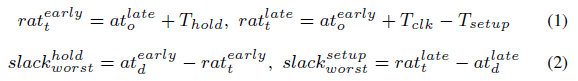 $rat_t^{early} = at_o^{late} + T_{hold},\ rat_t^{late} = at_o^{early} + T_{clk} - T_{setup}$ (1)
$slack_{worst}^{hold} = at_d^{early} - rat_t^{early},\ slack_{worst}^{setup} = rat_t^{late} - at_d^{late}$ (2)